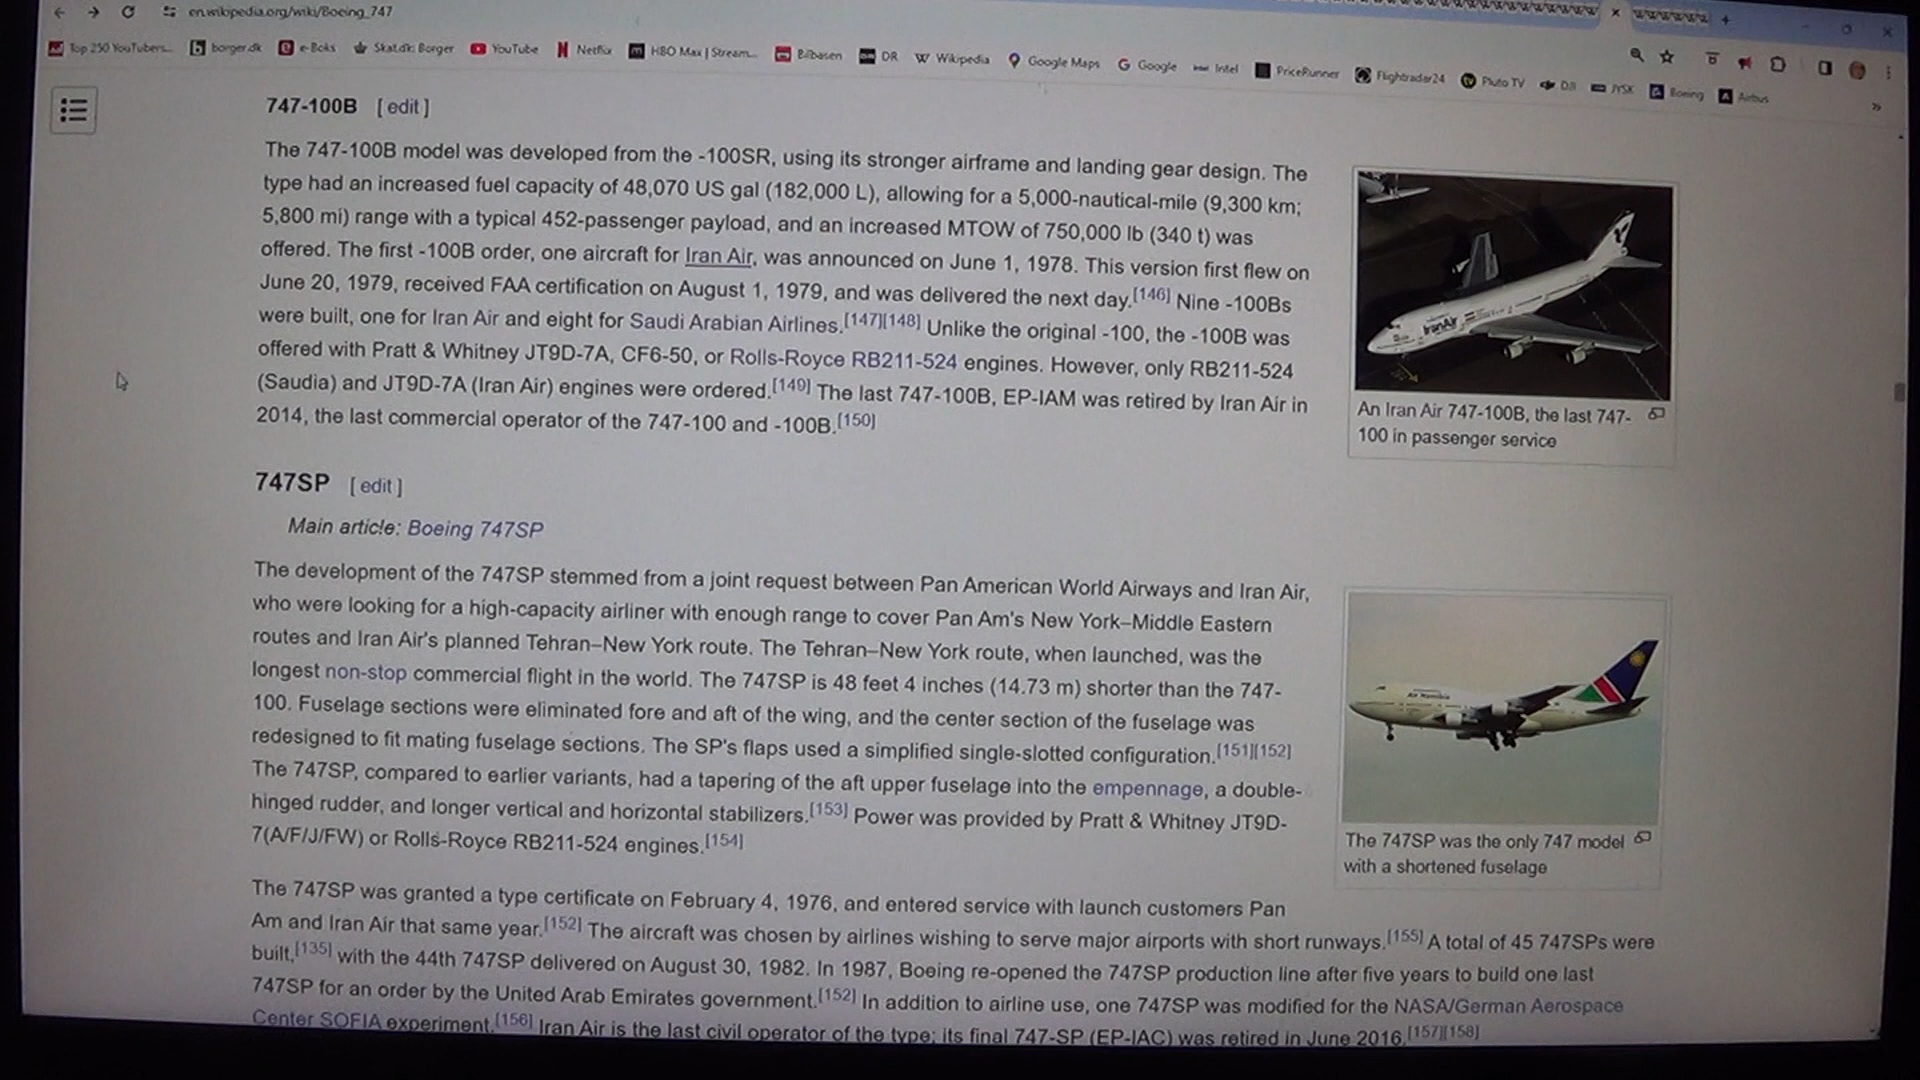 en.wikipedia.org/wiki/Boeing_747
Top 250 YouTubers... borger.dk e-Boks Skat.dk: Borger YouTube Netflix HBO Max | Stream... Bilbasen DR Wikipedia Google Maps Google Intel PriceRunner Flightradar24 Pluto TV DJI JYSK Boeing Airbus
747-100B [ edit ]
The 747-100B model was developed from the -100SR, using its stronger airframe and landing gear design. The
type had an increased fuel capacity of 48,070 US gal (182,000 L), allowing for a 5,000-nautical-mile (9,300 km;
5,800 mi) range with a typical 452-passenger payload, and an increased MTOW of 750,000 lb (340 t) was
offered. The first -100B order, one aircraft for Iran Air, was announced on June 1, 1978. This version first flew on
June 20, 1979, received FAA certification on August 1, 1979, and was delivered the next day.[146] Nine -100Bs
were built, one for Iran Air and eight for Saudi Arabian Airlines.[147][148] Unlike the original -100, the -100B was
offered with Pratt & Whitney JT9D-7A, CF6-50, or Rolls-Royce RB211-524 engines. However, only RB211-524
(Saudia) and JT9D-7A (Iran Air) engines were ordered.[149] The last 747-100B, EP-IAM was retired by Iran Air in
2014, the last commercial operator of the 747-100 and -100B.[150]
IranAir
An Iran Air 747-100B, the last 747-
100 in passenger service
747SP [ edit ]
Main article: Boeing 747SP
The development of the 747SP stemmed from a joint request between Pan American World Airways and Iran Air,
who were looking for a high-capacity airliner with enough range to cover Pan Am's New York–Middle Eastern
routes and Iran Air's planned Tehran–New York route. The Tehran–New York route, when launched, was the
longest non-stop commercial flight in the world. The 747SP is 48 feet 4 inches (14.73 m) shorter than the 747-
100. Fuselage sections were eliminated fore and aft of the wing, and the center section of the fuselage was
redesigned to fit mating fuselage sections. The SP's flaps used a simplified single-slotted configuration.[151][152]
The 747SP, compared to earlier variants, had a tapering of the aft upper fuselage into the empennage, a double-
hinged rudder, and longer vertical and horizontal stabilizers.[153] Power was provided by Pratt & Whitney JT9D-
7(A/F/J/FW) or Rolls-Royce RB211-524 engines.[154]
Air Namibia
The 747SP was the only 747 model
with a shortened fuselage
The 747SP was granted a type certificate on February 4, 1976, and entered service with launch customers Pan
Am and Iran Air that same year.[152] The aircraft was chosen by airlines wishing to serve major airports with short runways.[155] A total of 45 747SPs were
built,[135] with the 44th 747SP delivered on August 30, 1982. In 1987, Boeing re-opened the 747SP production line after five years to build one last
747SP for an order by the United Arab Emirates government.[152] In addition to airline use, one 747SP was modified for the NASA/German Aerospace
Center SOFIA experiment.[156] Iran Air is the last civil operator of the type; its final 747-SP (EP-IAC) was retired in June 2016.[157][158]